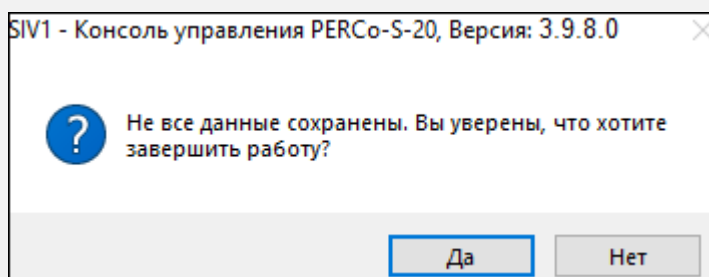 SIV1 - Консоль управления PERCo-S-20, Версия: 3.9.8.0
Не все данные сохранены. Вы уверены, что хотите
завершить работу?
Да Нет